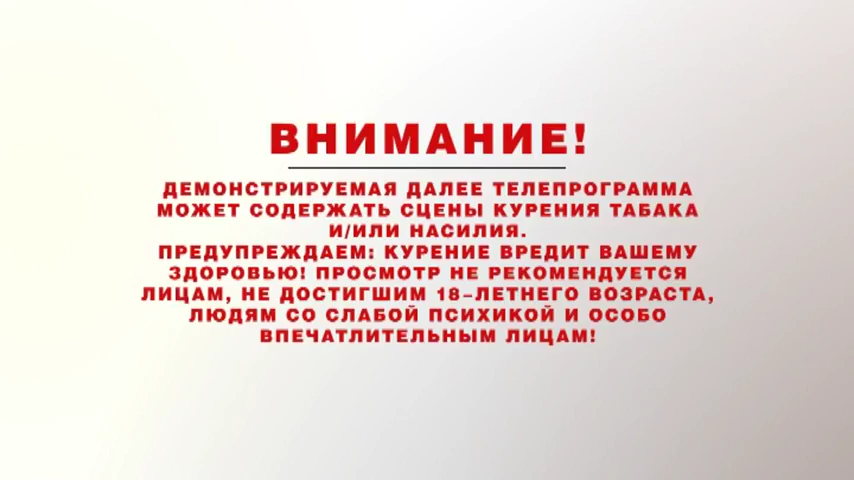 ВНИМАНИЕ!
ДЕМОНСТРИРУЕМАЯ ДАЛЕЕ ТЕЛЕПРОГРАММА
МОЖЕТ СОДЕРЖАТЬ СЦЕНЫ КУРЕНИЯ ТАБАКА
И/ИЛИ НАСИЛИЯ.
ПРЕДУПРЕЖДАЕМ: КУРЕНИЕ ВРЕДИТ ВАШЕМУ
ЗДОРОВЬЮ! ПРОСМОТР НЕ РЕКОМЕНДУЕТСЯ
ЛИЦАМ, НЕ ДОСТИГШИМ 18-ЛЕТНЕГО ВОЗРАСТА,
ЛЮДЯМ СО СЛАБОЙ ПСИХИКОЙ И ОСОБО
ВПЕЧАТЛИТЕЛЬНЫМ ЛИЦАМ!